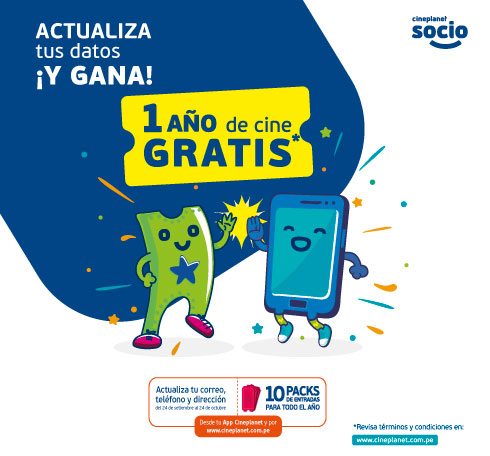 ACTUALIZA
tus datos
¡Y GANA!
cineplanet
socio
1 AÑO de cine
GRATIS*
Actualiza tu correo,
teléfono y dirección
del 24 de setiembre al 24 de octubre
10 PACKS
DE ENTRADAS
PARA TODO EL AÑO
Desde tu App Cineplanet y por
www.cineplanet.com.pe
*Revisa términos y condiciones en:
www.cineplanet.com.pe